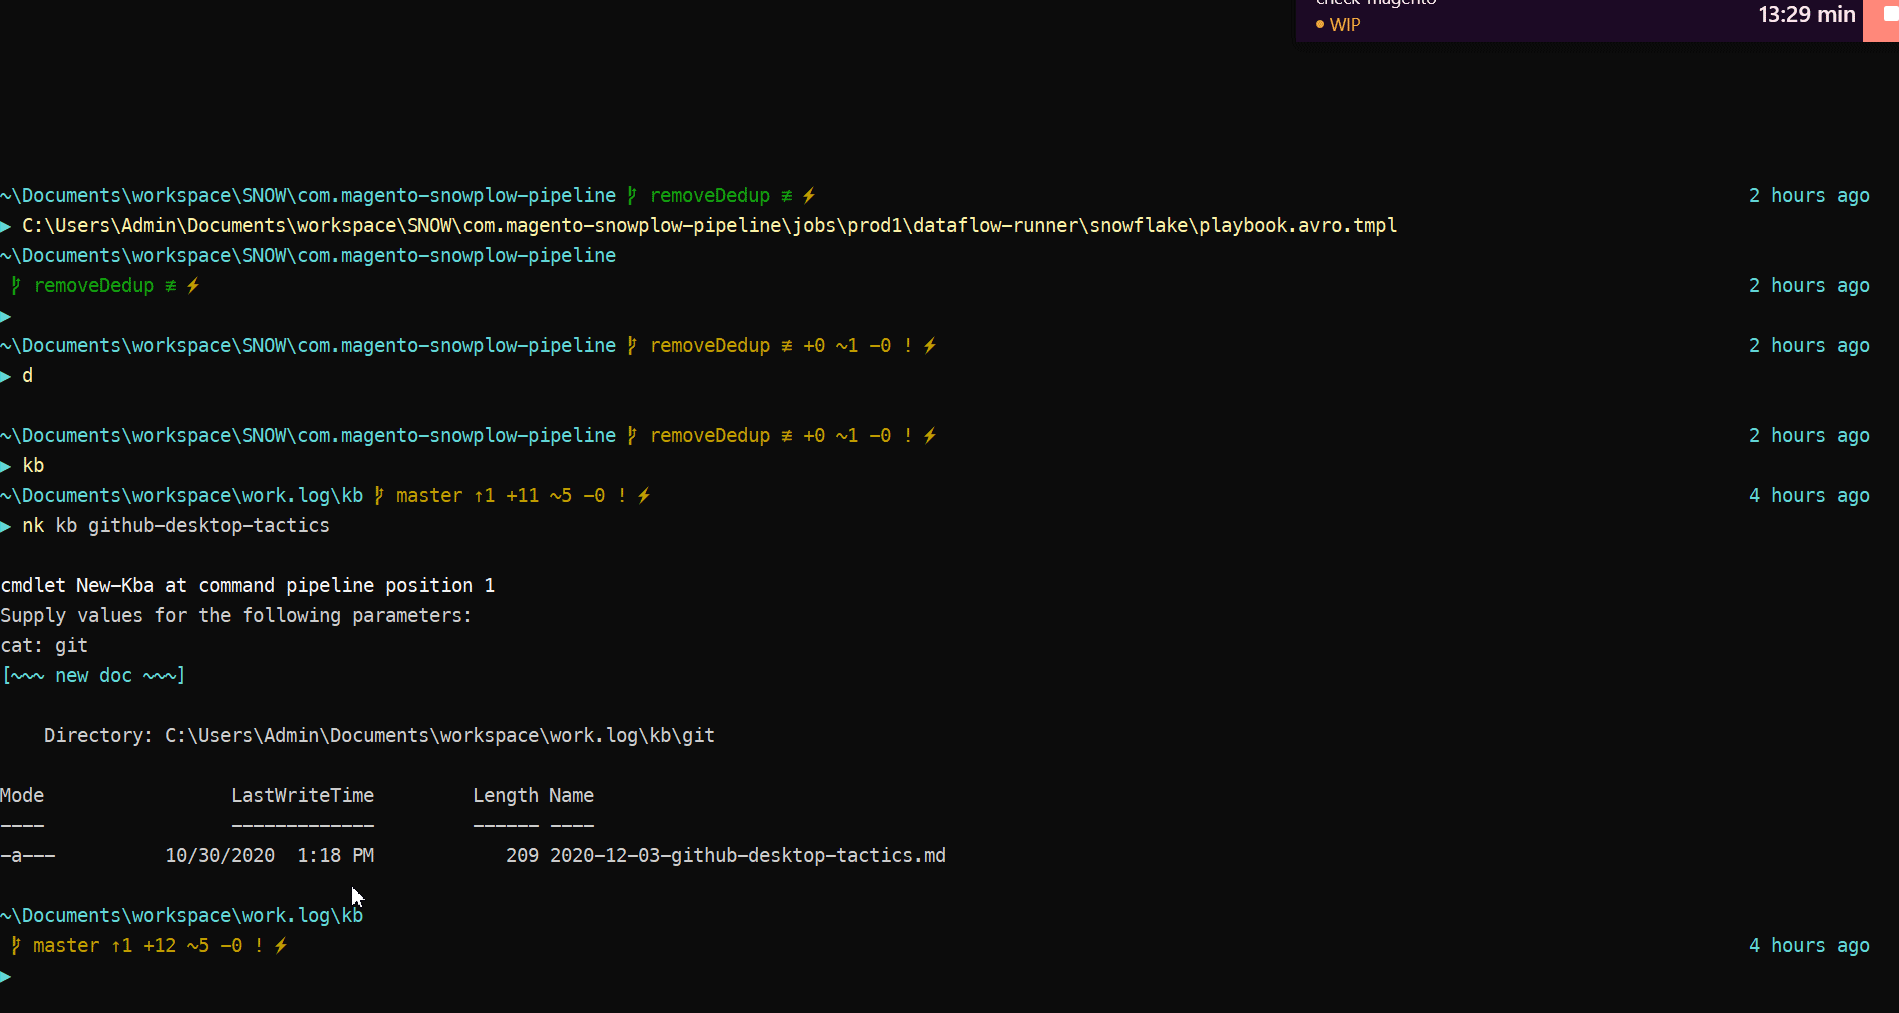 check magento
13:29 min
● WIP
~\Documents\workspace\SNOW\com.magento-snowplow-pipeline removeDedup ≢ ⚡ 2 hours ago
▶ C:\Users\Admin\Documents\workspace\SNOW\com.magento-snowplow-pipeline\jobs\prod1\dataflow-runner\snowflake\playbook.avro.tmpl
~\Documents\workspace\SNOW\com.magento-snowplow-pipeline
removeDedup ≢ ⚡ 2 hours ago
▶
~\Documents\workspace\SNOW\com.magento-snowplow-pipeline removeDedup ≢ +0 ~1 -0 ! ⚡ 2 hours ago
▶ d
~\Documents\workspace\SNOW\com.magento-snowplow-pipeline removeDedup ≢ +0 ~1 -0 ! ⚡ 2 hours ago
▶ kb
~\Documents\workspace\work.log\kb master ↑1 +11 ~5 -0 ! ⚡ 4 hours ago
▶ nk kb github-desktop-tactics
cmdlet New-Kba at command pipeline position 1
Supply values for the following parameters:
cat: git
[~~~ new doc ~~~]
Directory: C:\Users\Admin\Documents\workspace\work.log\kb\git
Mode LastWriteTime Length Name
---- ------------- ------ ----
-a--- 10/30/2020 1:18 PM 209 2020-12-03-github-desktop-tactics.md
~\Documents\workspace\work.log\kb
master ↑1 +12 ~5 -0 ! ⚡ 4 hours ago
▶